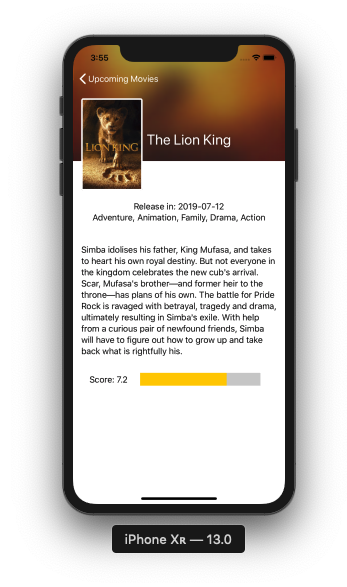 3:55
Upcoming Movies
LION KING
The Lion King
Release in: 2019-07-12
Adventure, Animation, Family, Drama, Action
Simba idolises his father, King Mufasa, and takes
to heart his own royal destiny. But not everyone in
the kingdom celebrates the new cub's arrival.
Scar, Mufasa's brother—and former heir to the
throne—has plans of his own. The battle for Pride
Rock is ravaged with betrayal, tragedy and drama,
ultimately resulting in Simba's exile. With help
from a curious pair of newfound friends, Simba
will have to figure out how to grow up and take
back what is rightfully his.
Score: 7.2
iPhone Xʀ — 13.0